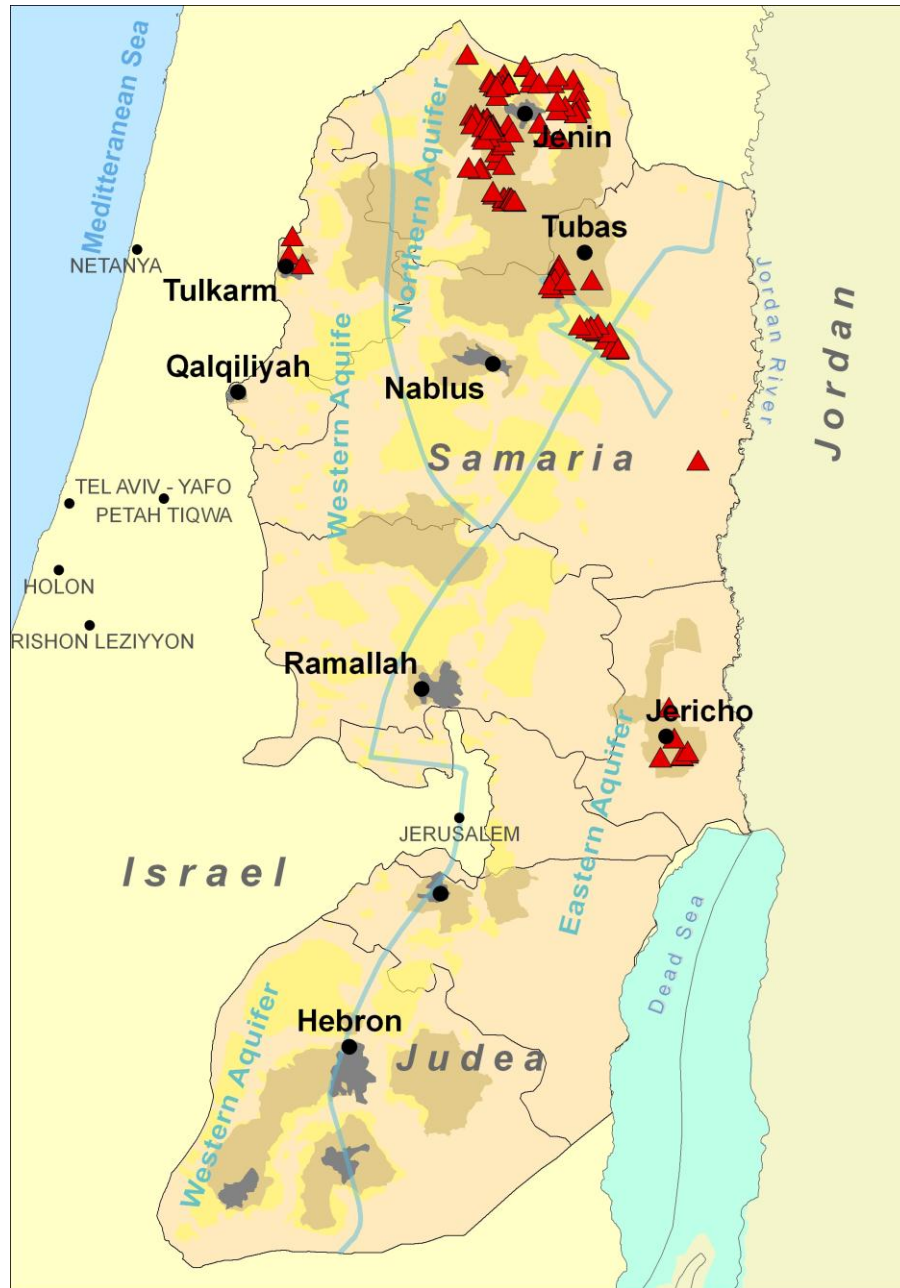 Meditteranean Sea
NETANYA
Tulkarm
Qalqiliyah
Western Aquife
Northern Aquifer
Jenin
Tubas
Nablus
Samaria
Jordan River
Jordan
TEL AVIV - YAFO
PETAH TIQWA
HOLON
RISHON LEZIYYON
Ramallah
Jericho
Eastern Aquifer
JERUSALEM
Israel
Dead Sea
Hebron
Judea
Western Aquifer